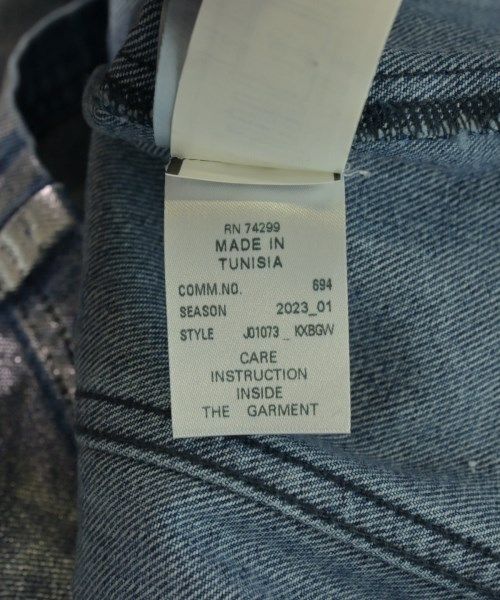 RN 74299
MADE IN
TUNISIA
COMM.NO. 694
SEASON 2023_01
STYLE J01073_KXBGW
CARE
INSTRUCTION
INSIDE
THE GARMENT